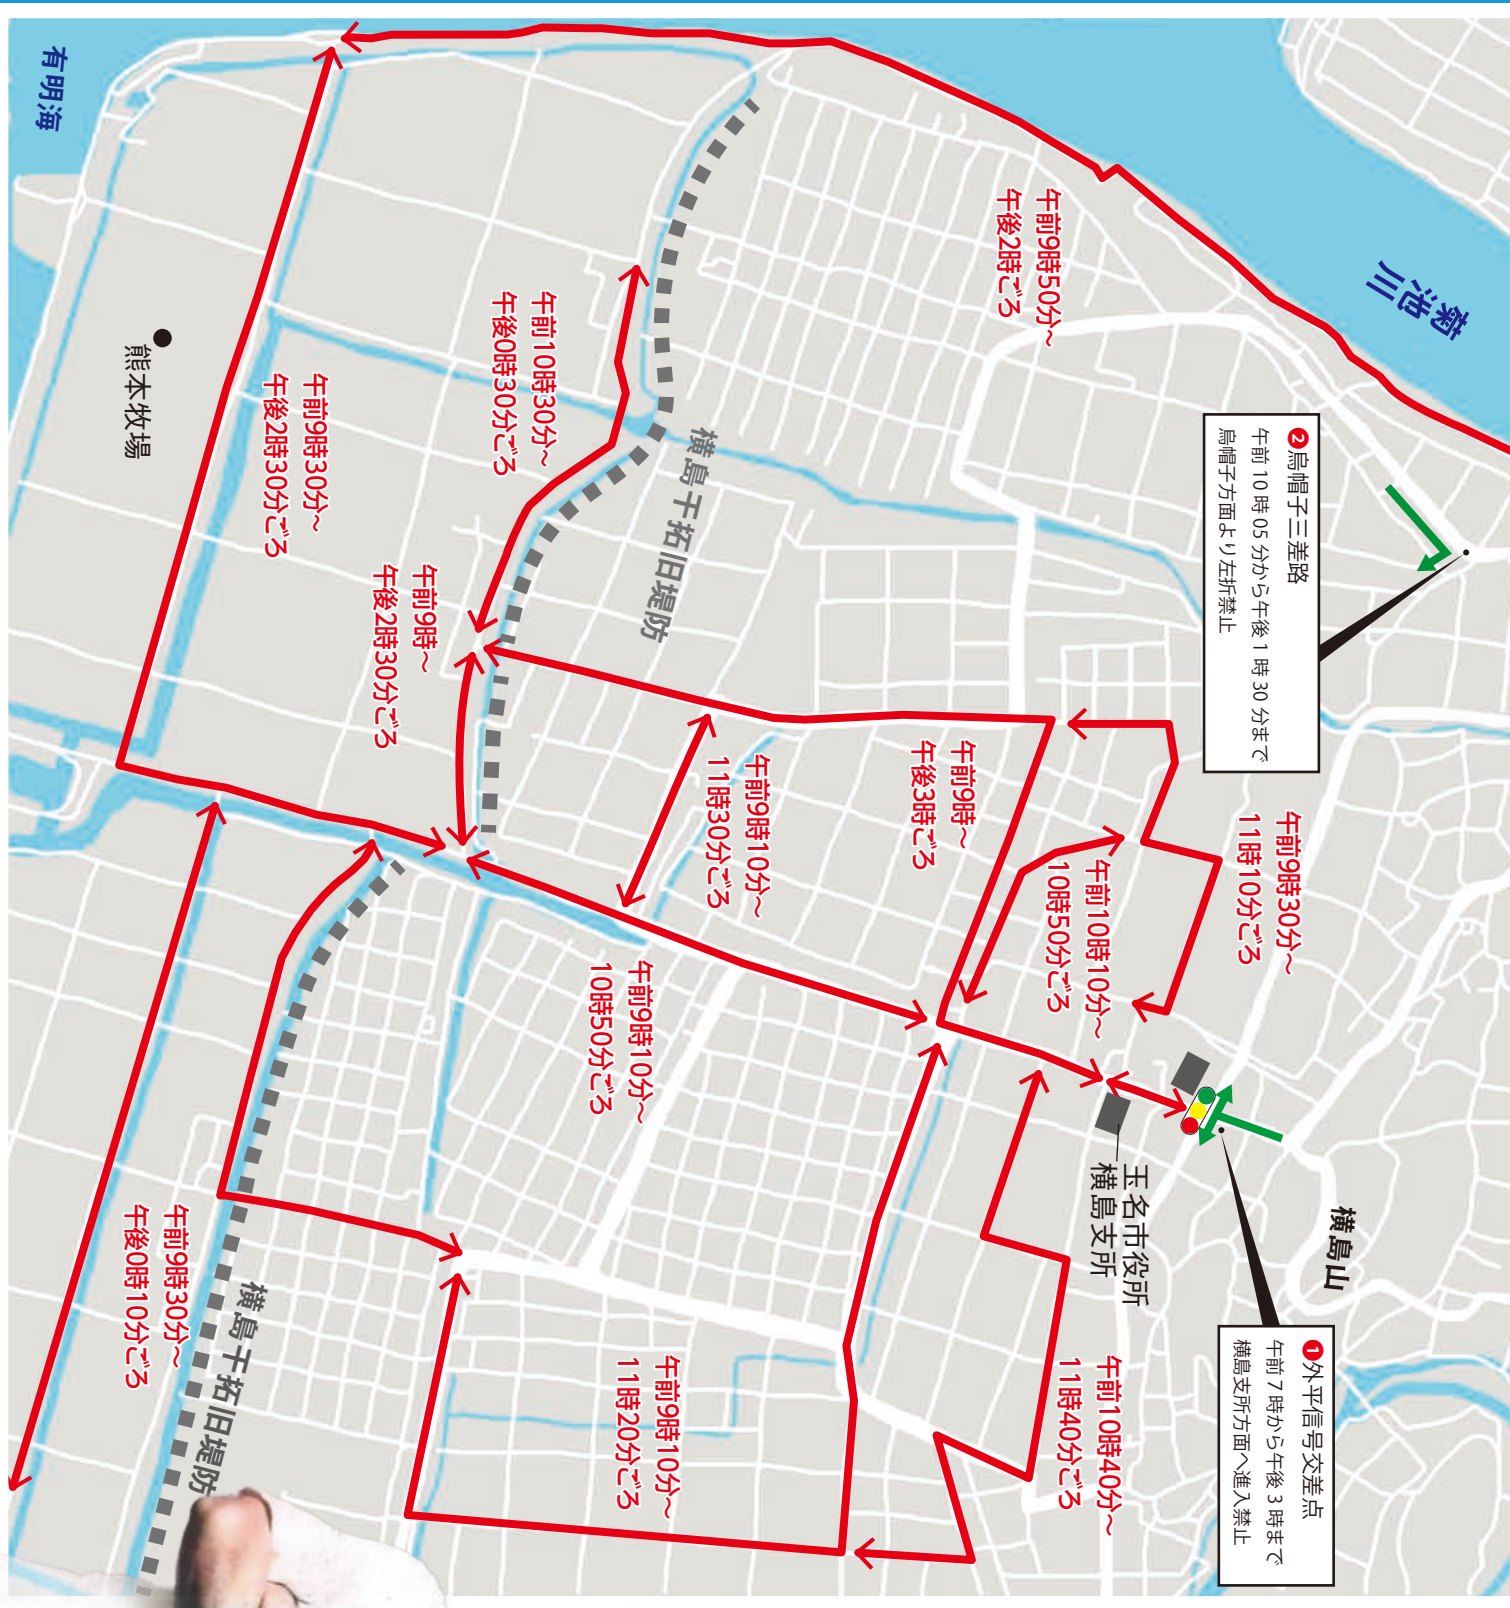 有明海
菊池川
午前9時50分～
午後2時ごろ
❷烏帽子三差路
午前 10 時 05 分から午後 1 時 30 分まで
烏帽子方面より左折禁止
午前10時30分～
午後0時30分ごろ
熊本牧場
午前9時30分～
午後2時30分ごろ
横島干拓旧堤防
午前9時～
午後2時30分ごろ
午前9時10分～
11時30分ごろ
午前9時～
午後3時ごろ
午前9時30分～
11時10分ごろ
午前10時10分～
10時50分ごろ
午前9時10分～
10時50分ごろ
玉名市役所
横島支所
横島山
❶外平信号交差点
午前 7 時から午後 3 時まで
横島支所方面へ進入禁止
午前9時30分～
午後0時10分ごろ
横島干拓旧堤防
午前9時10分～
11時20分ごろ
午前10時40分～
11時40分ごろ